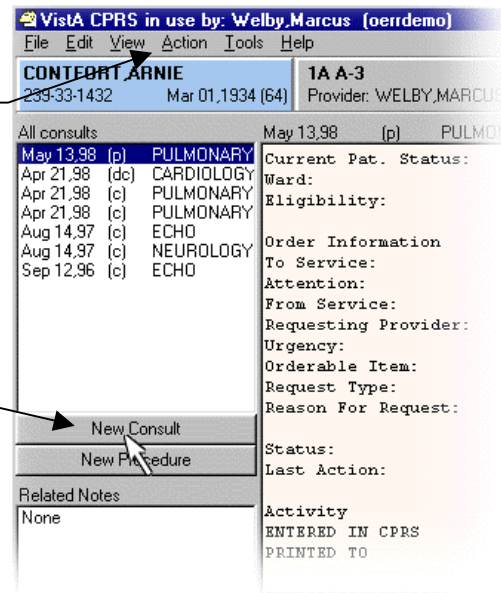 VistA CPRS in use by: Welby,Marcus (oerrdemo)
File Edit View Action Tools Help
CONTFORT,ARNIE
239-33-1432 Mar 01,1934 (64)
1A A-3
Provider: WELBY,MARCUS
All consults
May 13,98 (p) PULMONARY
Apr 21,98 (dc) CARDIOLOGY
Apr 21,98 (c) PULMONARY
Apr 21,98 (c) PULMONARY
Aug 14,97 (c) ECHO
Aug 14,97 (c) NEUROLOGY
Sep 12,96 (c) ECHO
New Consult
New Procedure
Related Notes
None
May 13,98 (p) PULMO
Current Pat. Status:
Ward:
Eligibility:
Order Information
To Service:
Attention:
From Service:
Requesting Provider:
Urgency:
Orderable Item:
Request Type:
Reason For Request:
Status:
Last Action:
Activity
ENTERED IN CPRS
PRINTED TO